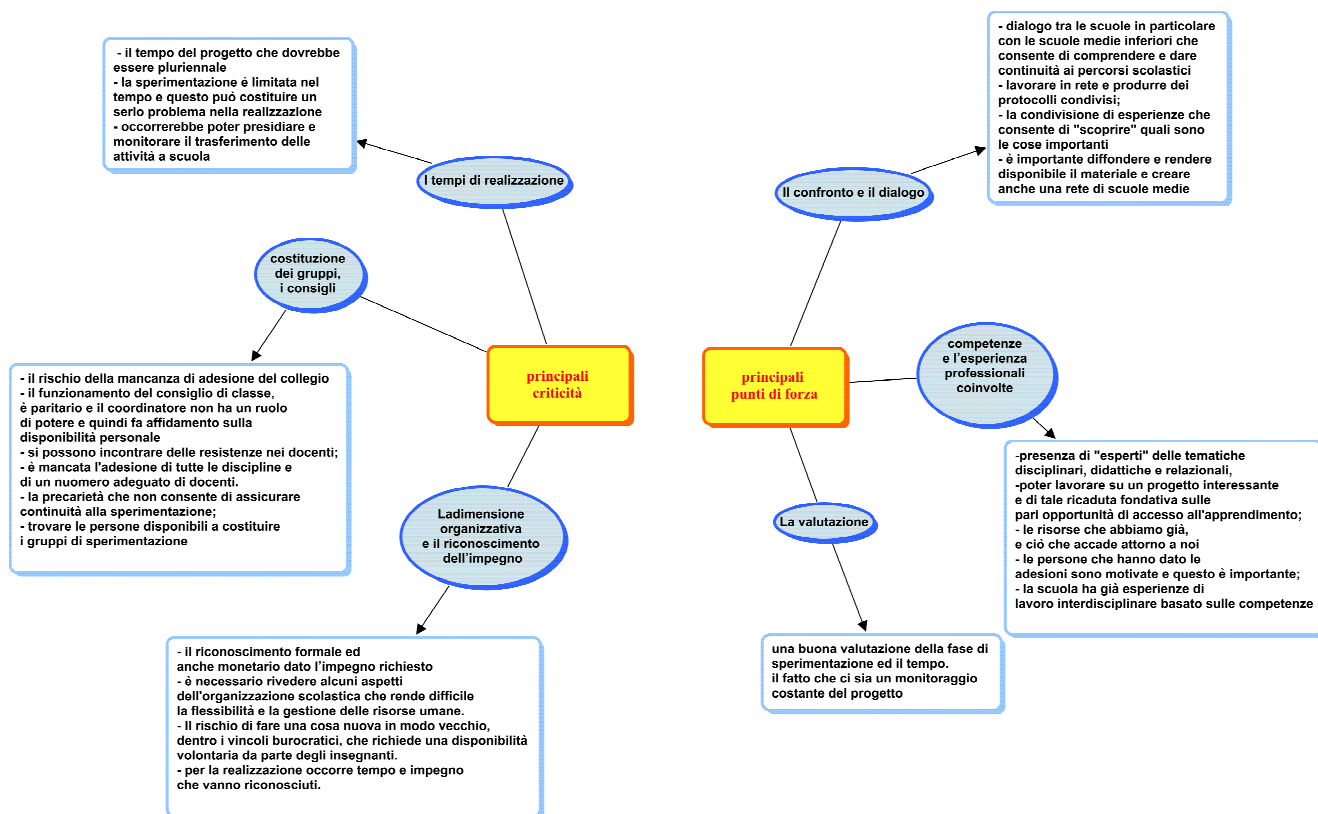 - il tempo del progetto che dovrebbe
essere pluriennale
- la sperimentazione è limitata nel
tempo e questo può costituire un
serio problema nella realizzazione
- occorrerebbe poter presidiare e
monitorare il trasferimento delle
attività a scuola
I tempi di realizzazione
costituzione
dei gruppi,
i consigli
- il rischio della mancanza di adesione del collegio
- il funzionamento del consiglio di classe,
è paritario e il coordinatore non ha un ruolo
di potere e quindi fa affidamento sulla
disponibilità personale
- si possono incontrare delle resistenze nei docenti;
- è mancata l'adesione di tutte le discipline e
di un nuomero adeguato di docenti.
- la precarietà che non consente di assicurare
continuità alla sperimentazione;
- trovare le persone disponibili a costituire
i gruppi di sperimentazione
principali
criticità
Ladimensione
organizzativa
e il riconoscimento
dell'impegno
- il riconoscimento formale ed
anche monetario dato l'impegno richiesto
- è necessario rivedere alcuni aspetti
dell'organizzazione scolastica che rende difficile
la flessibilità e la gestione delle risorse umane.
- Il rischio di fare una cosa nuova in modo vecchio,
dentro i vincoli burocratici, che richiede una disponibilità
volontaria da parte degli insegnanti.
- per la realizzazione occorre tempo e impegno
che vanno riconosciuti.
- dialogo tra le scuole in particolare
con le scuole medie inferiori che
consente di comprendere e dare
continuità ai percorsi scolastici
- lavorare in rete e produrre dei
protocolli condivisi;
- la condivisione di esperienze che
consente di "scoprire" quali sono
le cose importanti
- è importante diffondere e rendere
disponibile il materiale e creare
anche una rete di scuole medie
Il confronto e il dialogo
principali
punti di forza
competenze
e l'esperienza
professionali
coinvolte
-presenza di "esperti" delle tematiche
disciplinari, didattiche e relazionali,
-poter lavorare su un progetto interessante
e di tale ricaduta fondativa sulle
pari opportunità di accesso all'apprendimento;
- le risorse che abbiamo già,
e ciò che accade attorno a noi
- le persone che hanno dato le
adesioni sono motivate e questo è importante;
- la scuola ha già esperienze di
lavoro interdisciplinare basato sulle competenze
La valutazione
una buona valutazione della fase di
sperimentazione ed il tempo.
il fatto che ci sia un monitoraggio
costante del progetto